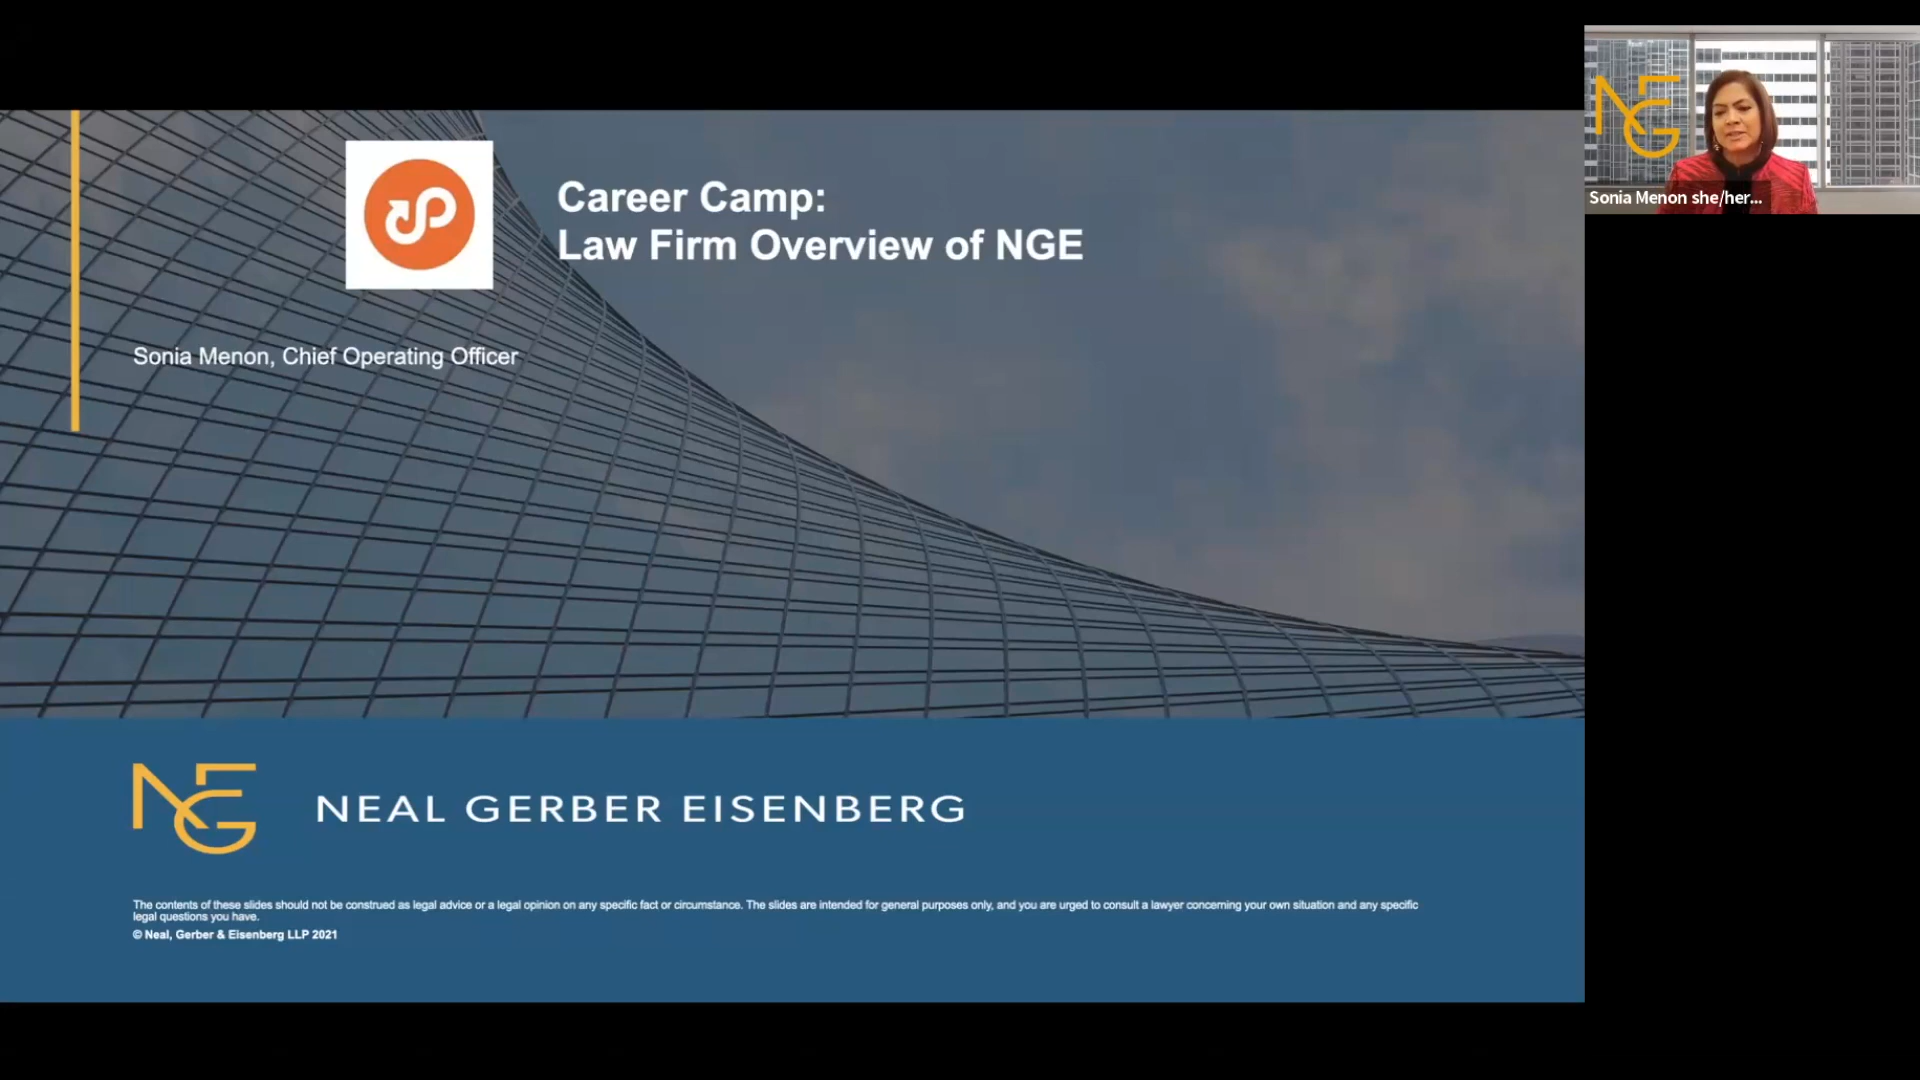 Career Camp:
Law Firm Overview of NGE
Sonia Menon, Chief Operating Officer
NGE
NEAL GERBER EISENBERG
The contents of these slides should not be construed as legal advice or a legal opinion on any specific fact or circumstance. The slides are intended for general purposes only, and you are urged to consult a lawyer concerning your own situation and any specific
legal questions you have.
© Neal, Gerber & Eisenberg LLP 2021
NGE
Sonia Menon she/her...